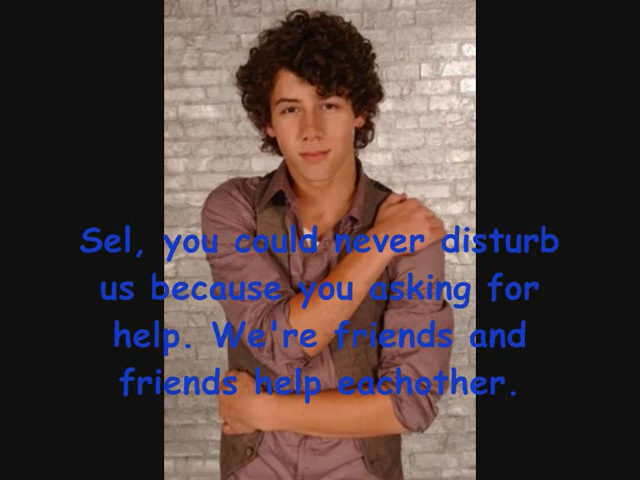 Sel, you could never disturb
us because you asking for
help. We're friends and
friends help eachother.